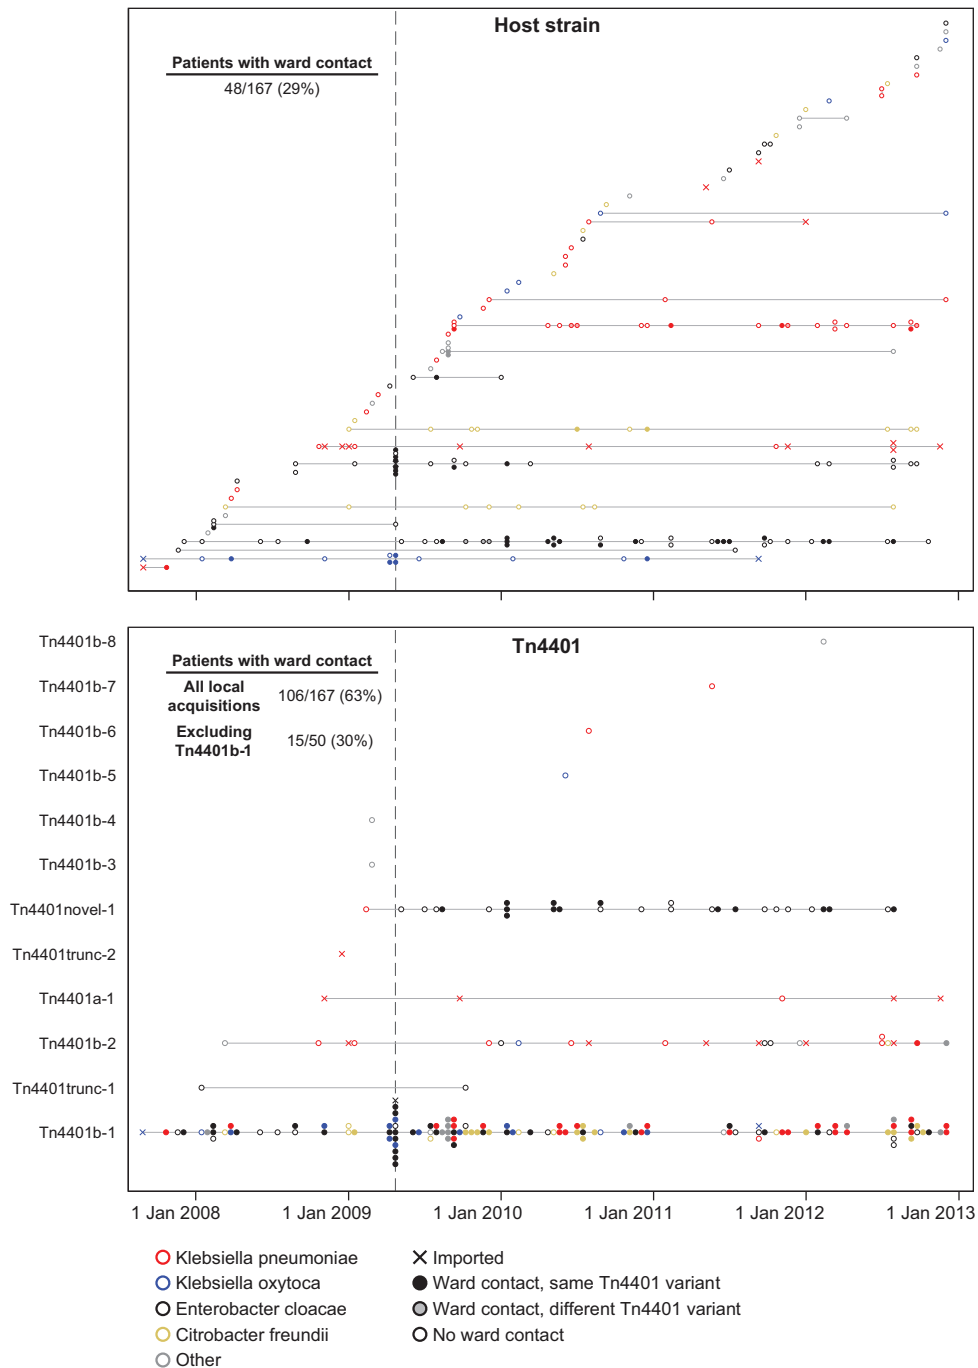 Host strain
Patients with ward contact
48/167 (29%)
Tn4401
Patients with ward contact
All local acquisitions 106/167 (63%)
Excluding Tn4401b-1 15/50 (30%)
Tn4401b-8
Tn4401b-7
Tn4401b-6
Tn4401b-5
Tn4401b-4
Tn4401b-3
Tn4401novel-1
Tn4401trunc-2
Tn4401a-1
Tn4401b-2
Tn4401trunc-1
Tn4401b-1
1 Jan 2008 1 Jan 2009 1 Jan 2010 1 Jan 2011 1 Jan 2012 1 Jan 2013
Klebsiella pneumoniae
Klebsiella oxytoca
Enterobacter cloacae
Citrobacter freundii
Other
Imported
Ward contact, same Tn4401 variant
Ward contact, different Tn4401 variant
No ward contact